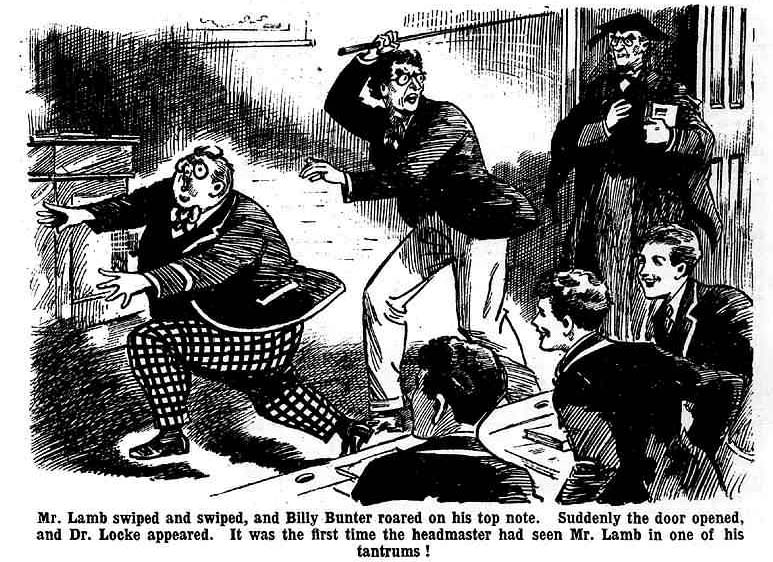 Mr. Lamb swiped and swiped, and Billy Bunter roared on his top note. Suddenly the door opened,
and Dr. Locke appeared. It was the first time the headmaster had seen Mr. Lamb in one of his
tantrums !